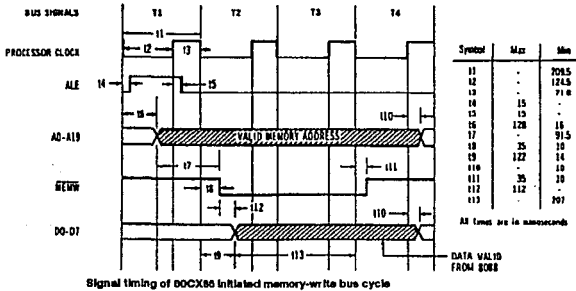 BUS SIGNALS T1 T2 T3 T4
t1
t2 t3
PROCESSOR CLOCK
t4 t5
ALE
t6 t10
A0-A19 VALID MEMORY ADDRESS
t7 t11
MEMW
t8
t12 t10
D0-D7
t9 t13
DATA VALID
FROM 8088
Symbol Max Min
t1 - 209.5
t2 - 124.5
t3 - 71.8
t4 15 -
t5 15 -
t6 128 16
t7 - 91.5
t8 35 10
t9 122 14
t10 - 10
t11 35 10
t12 112 -
t13 - 207
All times are in nanoseconds
Signal timing of 80CX86 initiated memory-write bus cycle